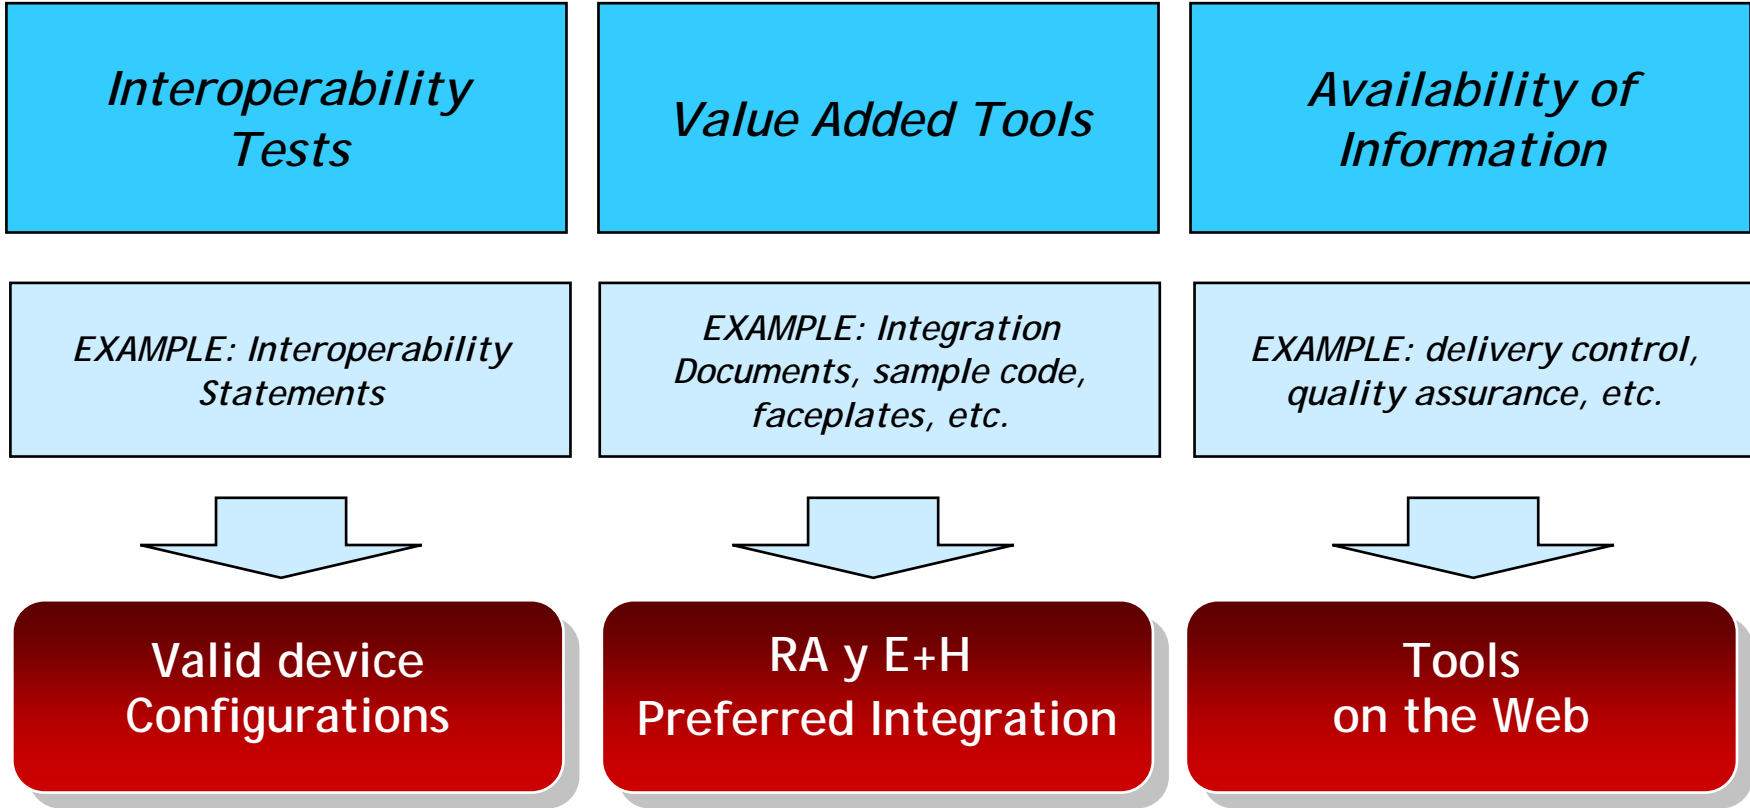 Interoperability
Tests
Value Added Tools
Availability of
Information
EXAMPLE: Interoperability
Statements
EXAMPLE: Integration
Documents, sample code,
faceplates, etc.
EXAMPLE: delivery control,
quality assurance, etc.
Valid device
Configurations
RA y E+H
Preferred Integration
Tools
on the Web